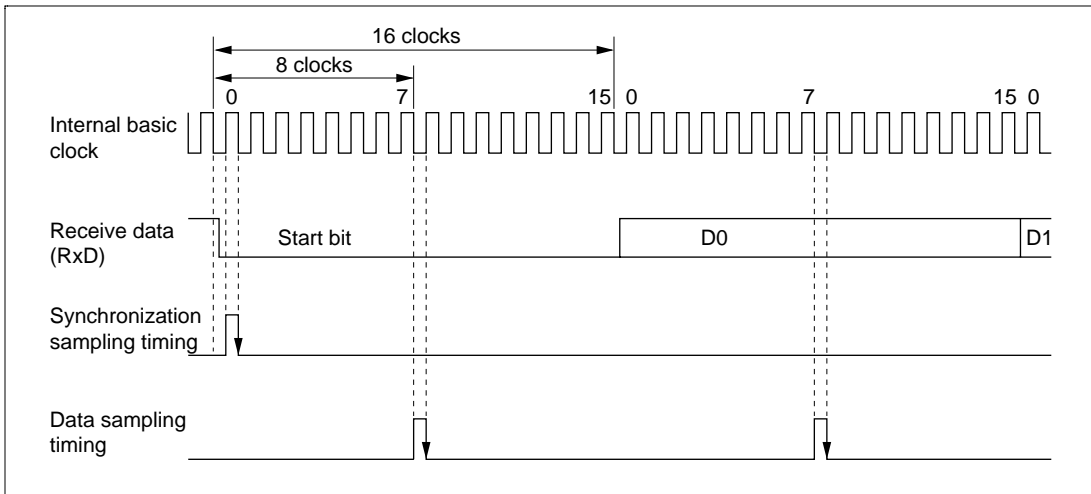 16 clocks
8 clocks
0 7 15 0 7 15 0
Internal basic
clock
Receive data
(RxD)
Start bit D0 D1
Synchronization
sampling timing
Data sampling
timing